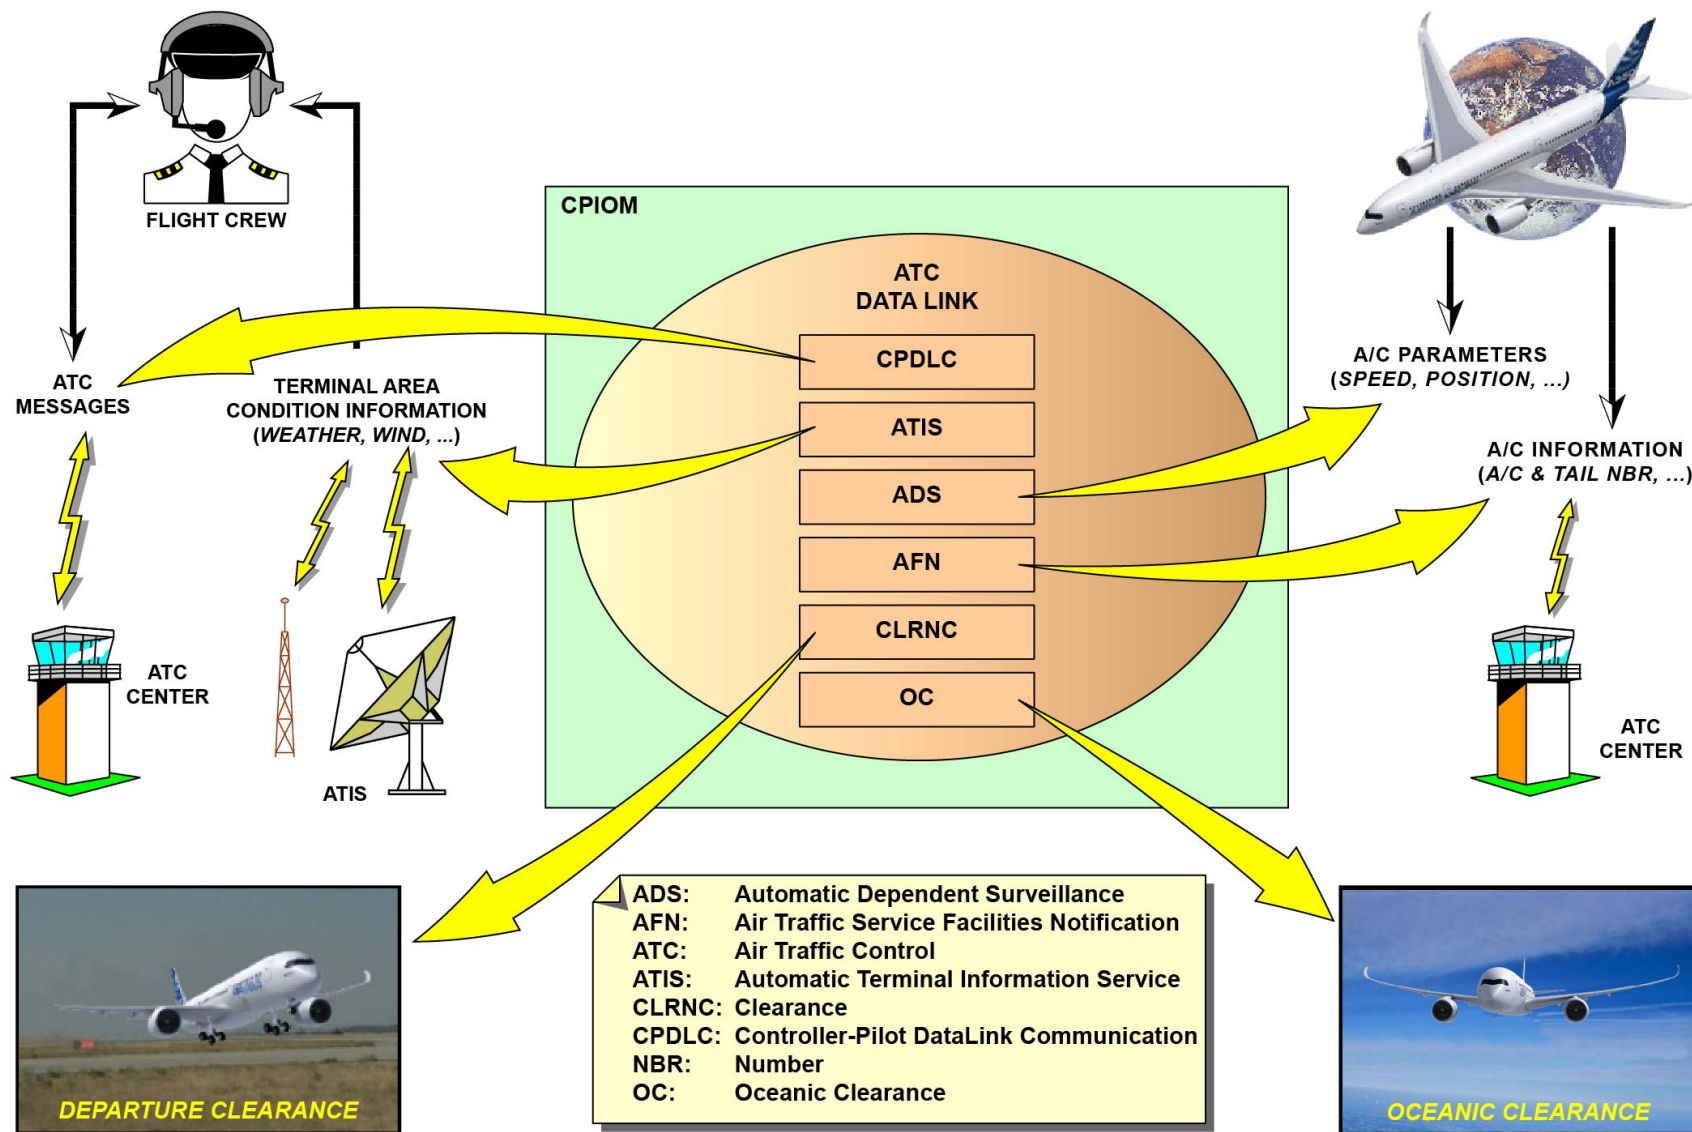 FLIGHT CREW
CPIOM
ATC
DATA LINK
CPDLC
ATIS
ADS
AFN
CLRNC
OC
ATC
MESSAGES
TERMINAL AREA
CONDITION INFORMATION
(WEATHER, WIND, ...)
A/C PARAMETERS
(SPEED, POSITION, ...)
A/C INFORMATION
(A/C & TAIL NBR, ...)
ATC
CENTER
ATIS
ATC
CENTER
DEPARTURE CLEARANCE
ADS: Automatic Dependent Surveillance
AFN: Air Traffic Service Facilities Notification
ATC: Air Traffic Control
ATIS: Automatic Terminal Information Service
CLRNC: Clearance
CPDLC: Controller-Pilot DataLink Communication
NBR: Number
OC: Oceanic Clearance
OCEANIC CLEARANCE